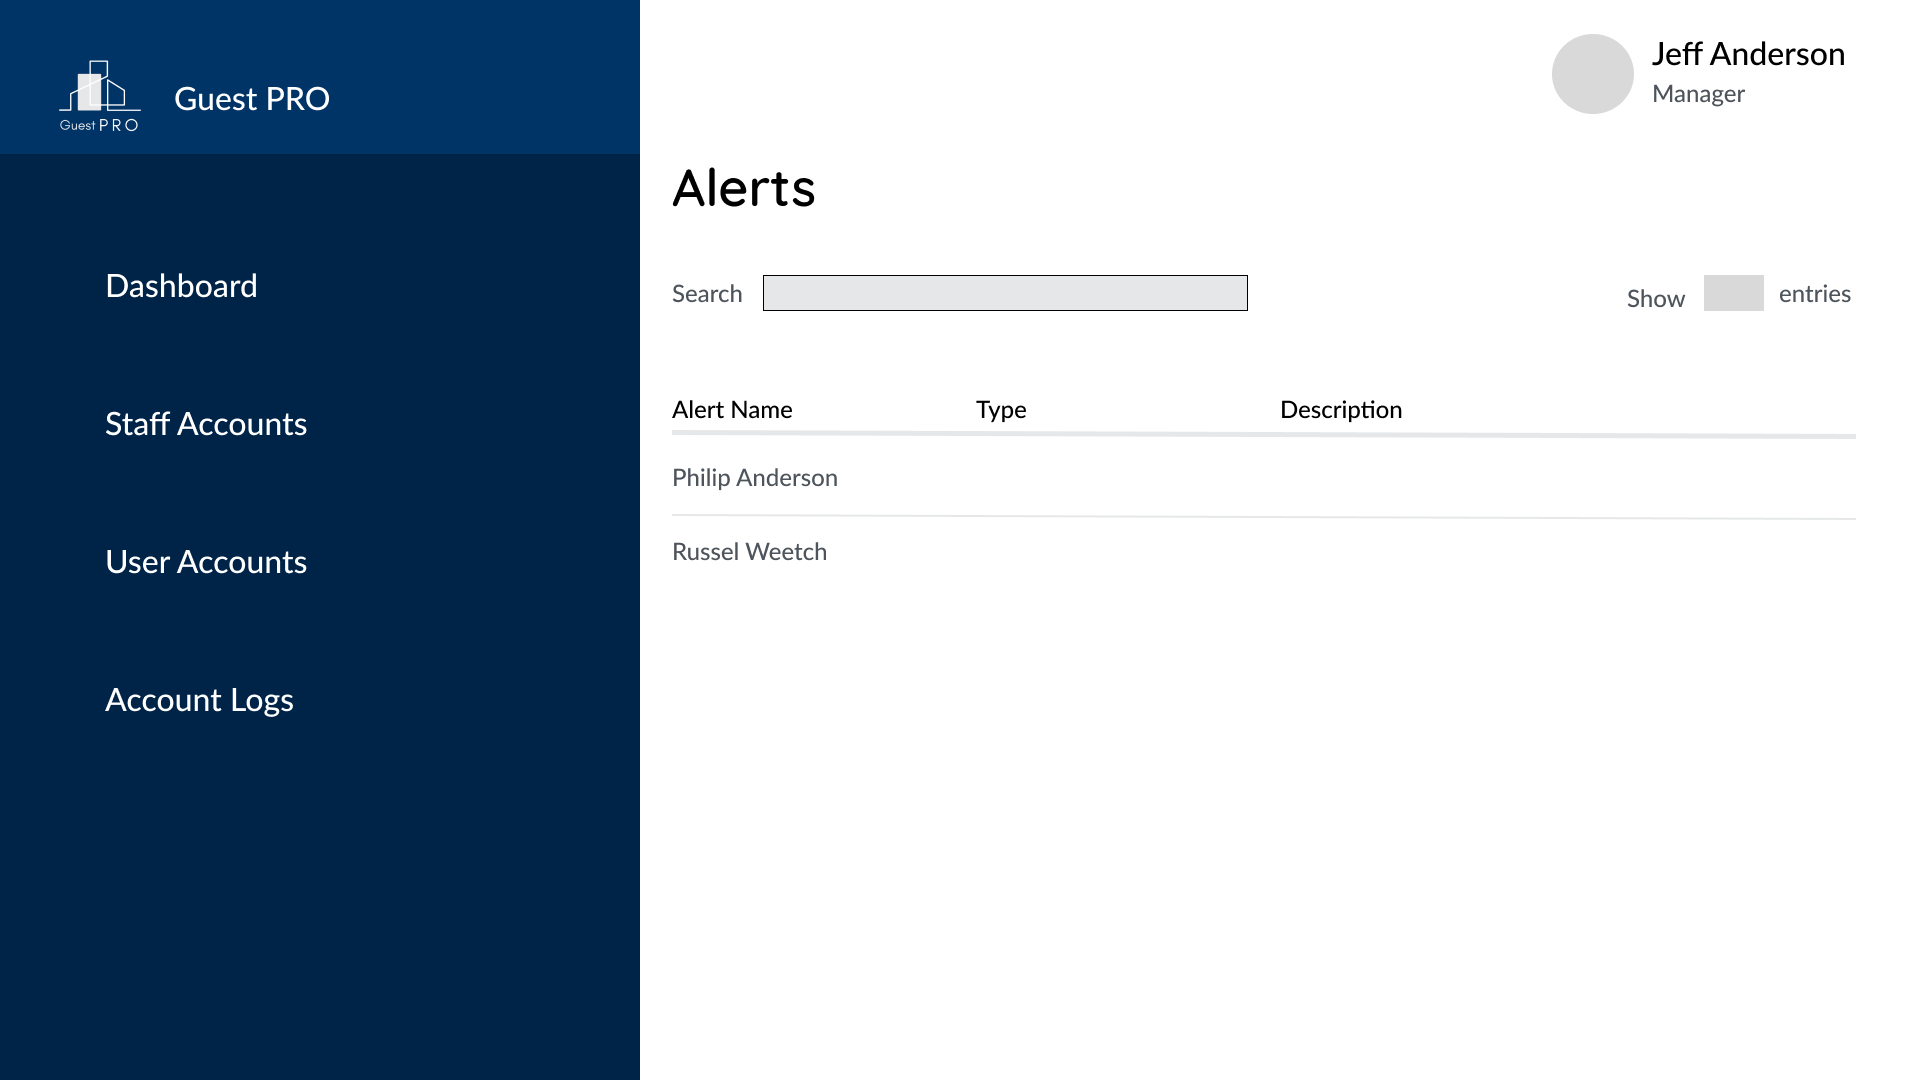 Guest PRO
Guest PRO
Dashboard
Staff Accounts
User Accounts
Account Logs
Jeff Anderson
Manager
Alerts
Search
Show entries
Alert Name Type Description
Philip Anderson
Russel Weetch